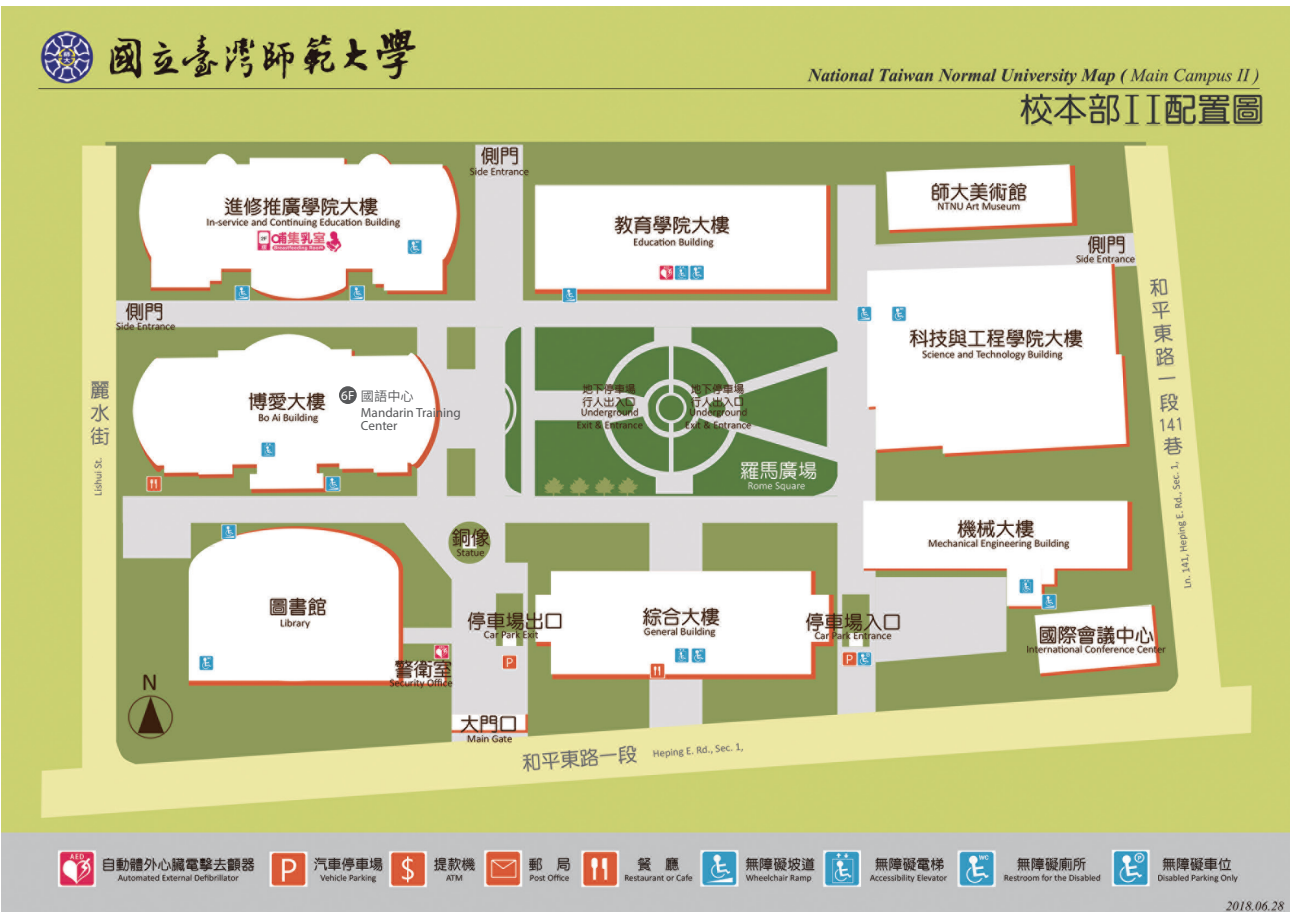 國立臺灣師範大學
National Taiwan Normal University Map ( Main Campus II )
校本部II配置圖
側門
Side Entrance
進修推廣學院大樓
In-service and Continuing Education Building
哺集乳室
Breastfeeding Room
教育學院大樓
Education Building
師大美術館
NTNU Art Museum
側門
Side Entrance
側門
Side Entrance
科技與工程學院大樓
Science and Technology Building
和平東路一段141巷
Ln. 141, Heping E. Rd., Sec. 1,
麗水街
Lishui St.
博愛大樓
Bo Ai Building
6F 國語中心
Mandarin Training
Center
地下停車場
行人出入口
Underground
Exit & Entrance
地下停車場
行人出入口
Underground
Exit & Entrance
羅馬廣場
Rome Square
銅像
Statue
機械大樓
Mechanical Engineering Building
圖書館
Library
停車場出口
Car Park Exit
綜合大樓
General Building
停車場入口
Car Park Entrance
國際會議中心
International Conference Center
P
P
警衛室
Security Office
N
大門口
Main Gate
和平東路一段 Heping E. Rd., Sec. 1,
AED
自動體外心臟電擊去顫器
Automated External Defibrillator
P
汽車停車場
Vehicle Parking
$
提款機
ATM
郵局
Post Office
餐廳
Restaurant or Cafe
無障礙坡道
Wheelchair Ramp
無障礙電梯
Accessibility Elevator
WC
無障礙廁所
Restroom for the Disabled
P
無障礙車位
Disabled Parking Only
2018.06.28